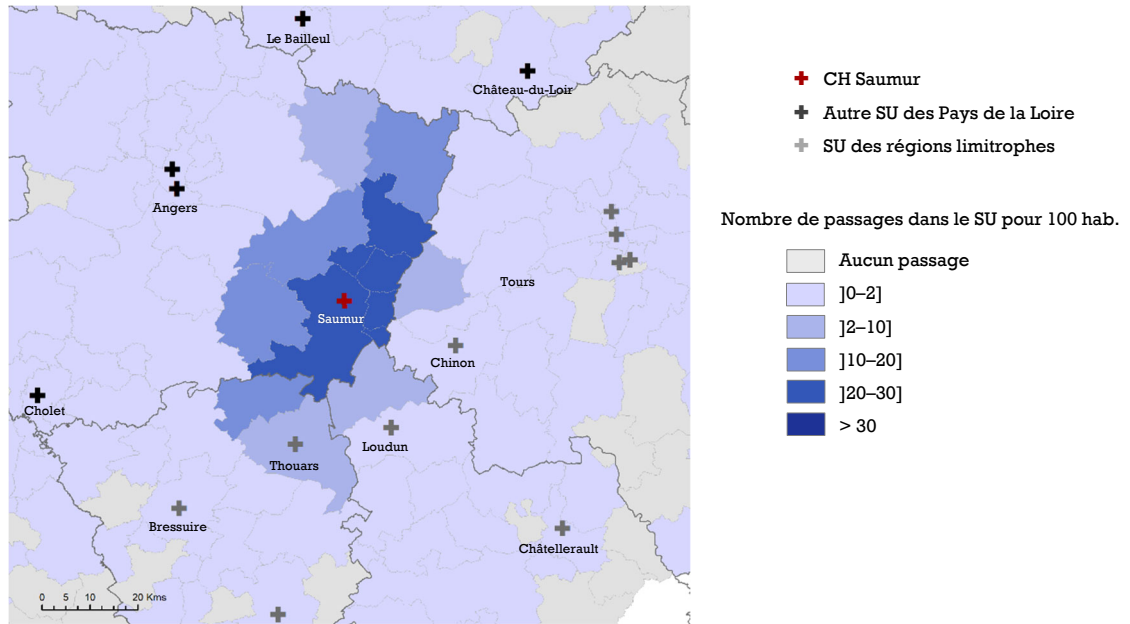 Le Bailleul
Château-du-Loir
Angers
Tours
Saumur
Chinon
Cholet
Loudun
Thouars
Bressuire
Châtellerault
0 5 10 20 Kms
CH Saumur
Autre SU des Pays de la Loire
SU des régions limitrophes
Nombre de passages dans le SU pour 100 hab.
Aucun passage
]0–2]
]2–10]
]10–20]
]20–30]
> 30